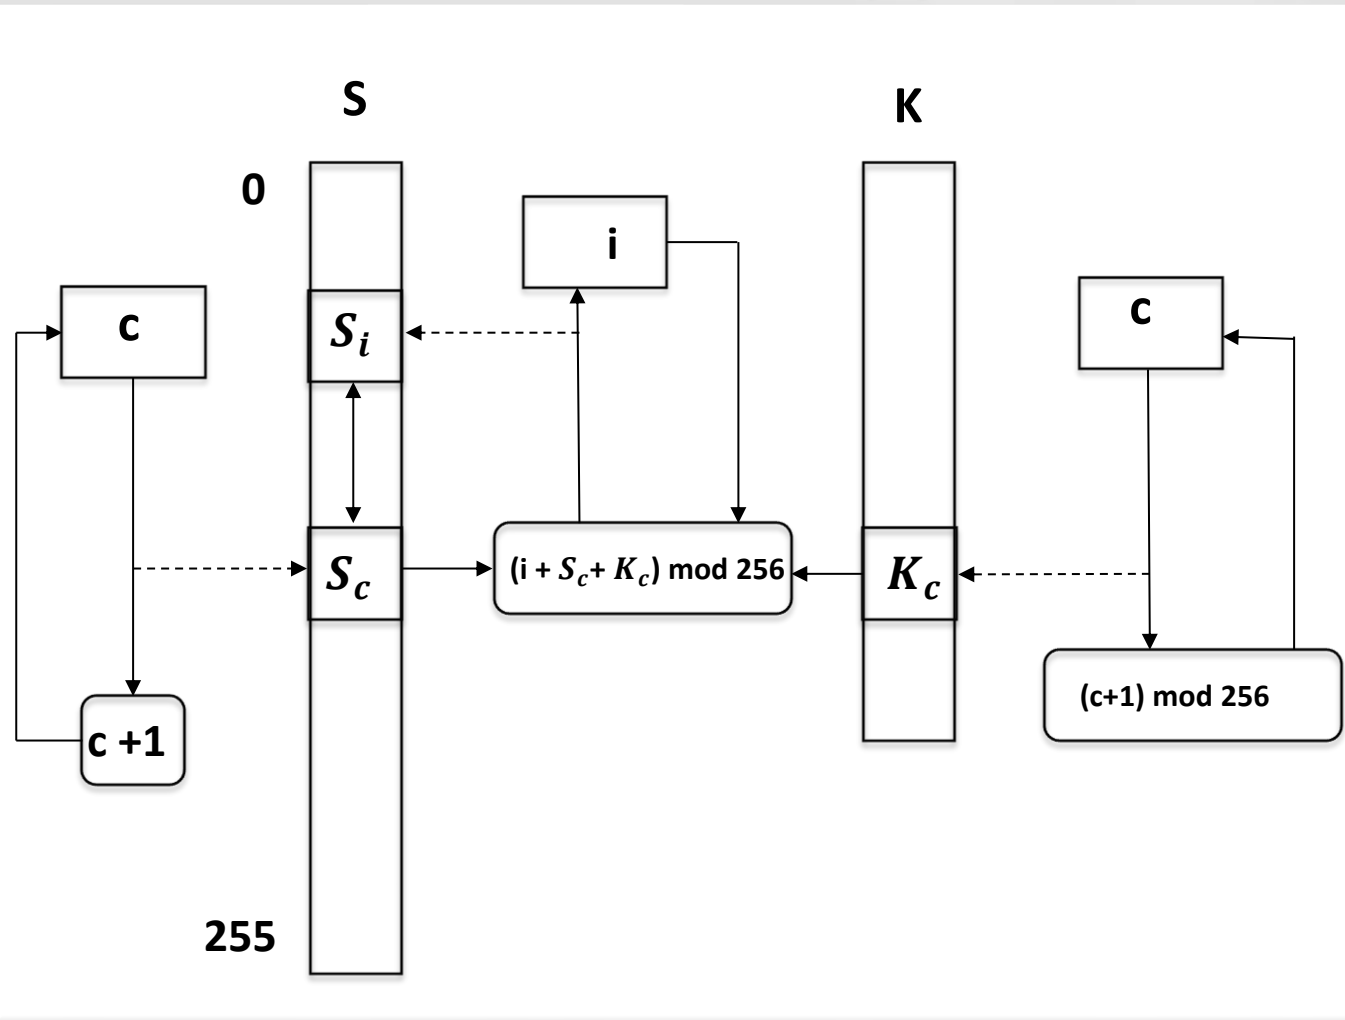 S
K
0
i
c
c
S_i
S_c
(i + S_c+ K_c) mod 256
K_c
(c+1) mod 256
c +1
255